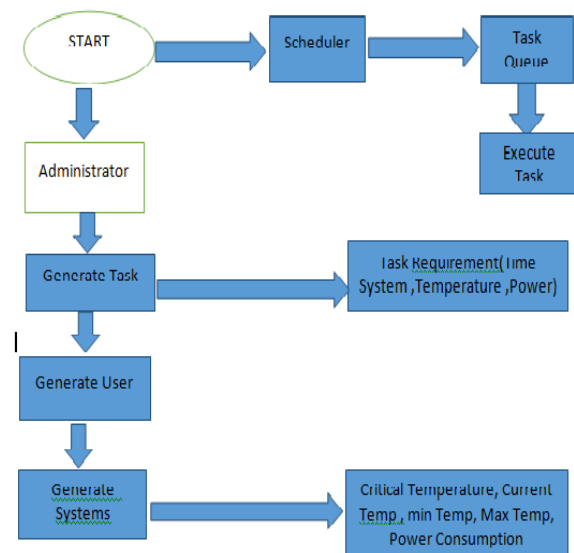 START
Scheduler
Task
Queue
Execute
Task
Administrator
Generate Task
Task Requirement(Time
System ,Temperature ,Power)
Generate User
Generate
Systems
Critical Temperature, Current
Temp , min Temp, Max Temp,
Power Consumption